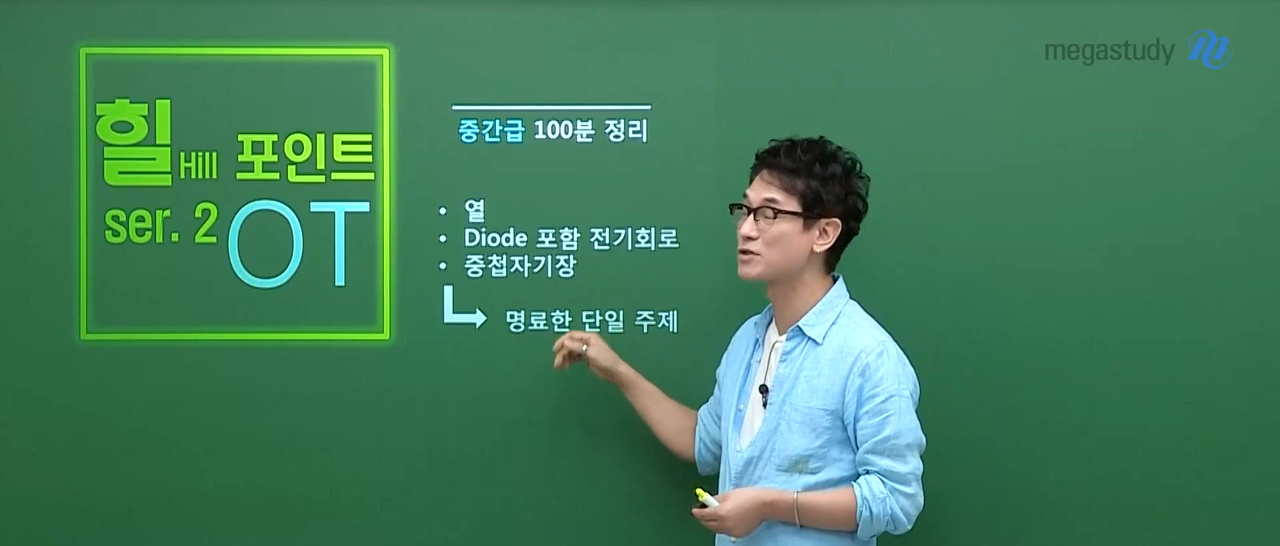 megastudy
힐 Hill 포인트
ser. 2 OT
중간급 100분 정리
• 열
• Diode 포함 전기회로
• 중첩자기장
명료한 단일 주제